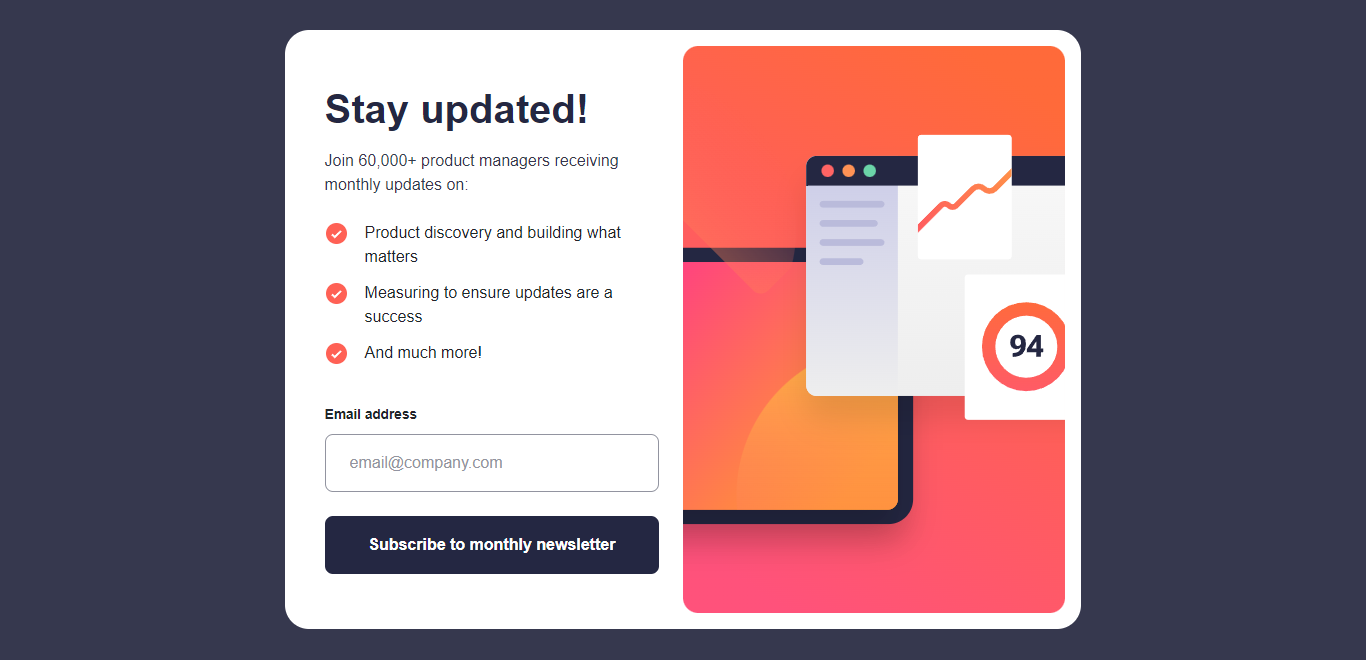 Stay updated!
Join 60,000+ product managers receiving
monthly updates on:
Product discovery and building what
matters
Measuring to ensure updates are a
success
And much more!
Email address
email@company.com
Subscribe to monthly newsletter
94